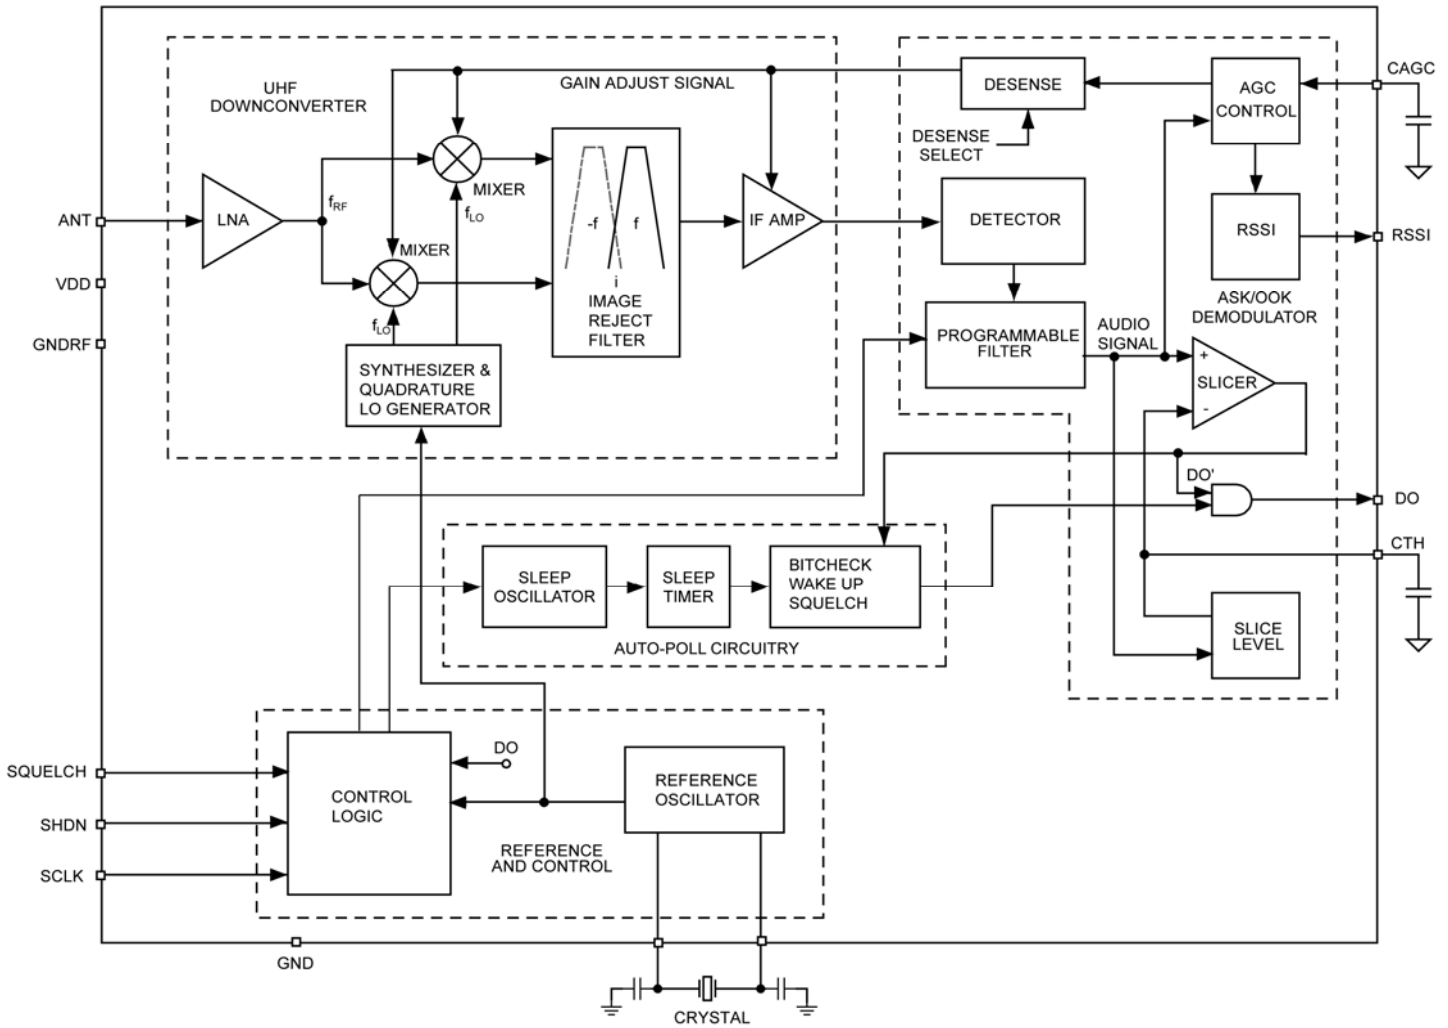 UHF
DOWNCONVERTER
GAIN ADJUST SIGNAL
DESENSE
AGC
CONTROL
CAGC
DESENSE
SELECT
MIXER
fRF
fLO
LNA
ANT
-f
f
IF AMP
DETECTOR
RSSI
RSSI
MIXER
VDD
i
IMAGE
REJECT
FILTER
ASK/OOK
DEMODULATOR
GNDRF
fLO
PROGRAMMABLE
FILTER
AUDIO
SIGNAL
SYNTHESIZER &
QUADRATURE
LO GENERATOR
+
SLICER
-
DO'
DO
CTH
SLEEP
OSCILLATOR
SLEEP
TIMER
BITCHECK
WAKE UP
SQUELCH
AUTO-POLL CIRCUITRY
SLICE
LEVEL
SQUELCH
SHDN
SCLK
CONTROL
LOGIC
DO
REFERENCE
OSCILLATOR
REFERENCE
AND CONTROL
GND
CRYSTAL